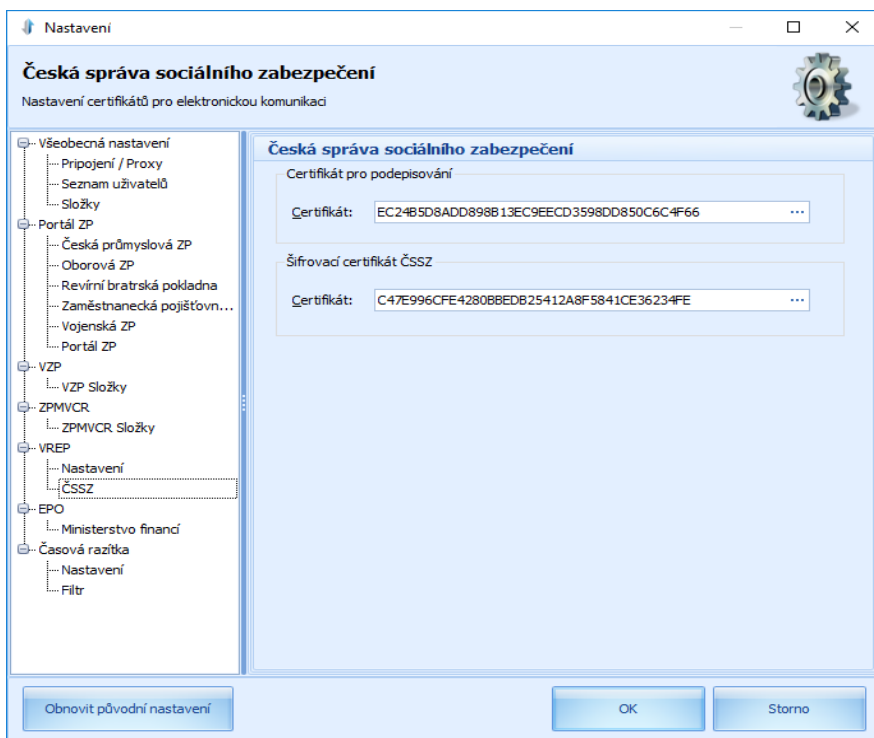 Nastavení
Česká správa sociálního zabezpečení
Nastavení certifikátů pro elektronickou komunikaci
Všeobecná nastavení
Pripojení / Proxy
Seznam uživatelů
Složky
Portál ZP
Česká průmyslová ZP
Oborová ZP
Revírní bratrská pokladna
Zaměstnanecká pojišťovn...
Vojenská ZP
Portál ZP
VZP
VZP Složky
ZPMVCR
ZPMVCR Složky
VREP
Nastavení
ČSSZ
EPO
Ministerstvo financí
Časová razítka
Nastavení
Filtr
Česká správa sociálního zabezpečení
Certifikát pro podepisování
Certifikát: EC24B5D8ADD898B13EC9EECD3598DD850C6C4F66 ...
Šifrovací certifikát ČSSZ
Certifikát: C47E996CFE4280BBEDB25412A8F5841CE36234FE ...
Obnovit původní nastavení
OK
Storno